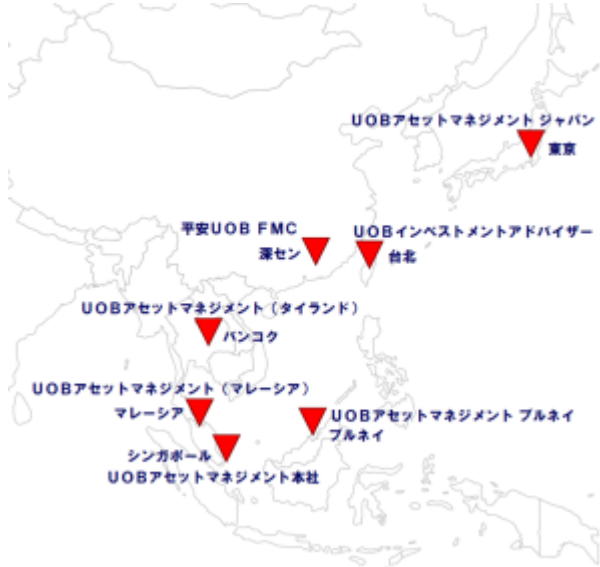 UOBアセットマネジメント ジャパン
東京
平安UOB FMC
深セン
UOBインベストメントアドバイザー
台北
UOBアセットマネジメント（タイランド）
バンコク
UOBアセットマネジメント（マレーシア）
マレーシア
UOBアセットマネジメント ブルネイ
ブルネイ
シンガポール
UOBアセットマネジメント本社